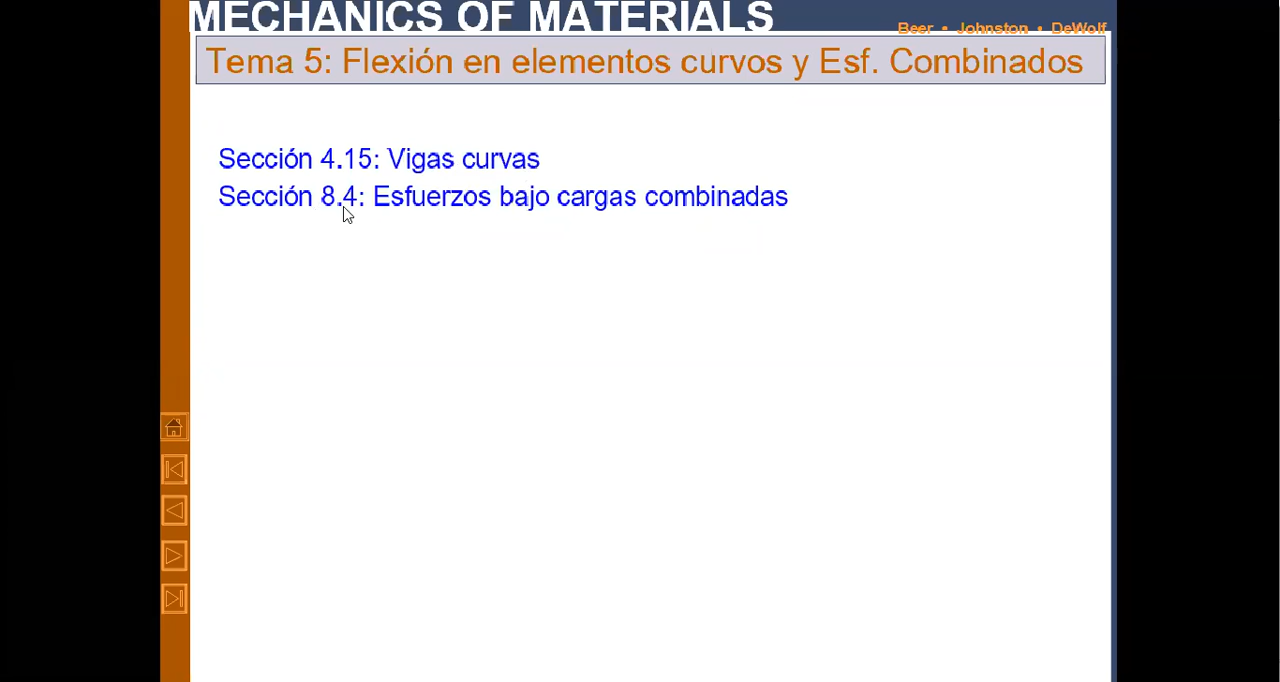 MECHANICS OF MATERIALS
Beer • Johnston • DeWolf
Tema 5: Flexión en elementos curvos y Esf. Combinados
Sección 4.15: Vigas curvas
Sección 8.4: Esfuerzos bajo cargas combinadas